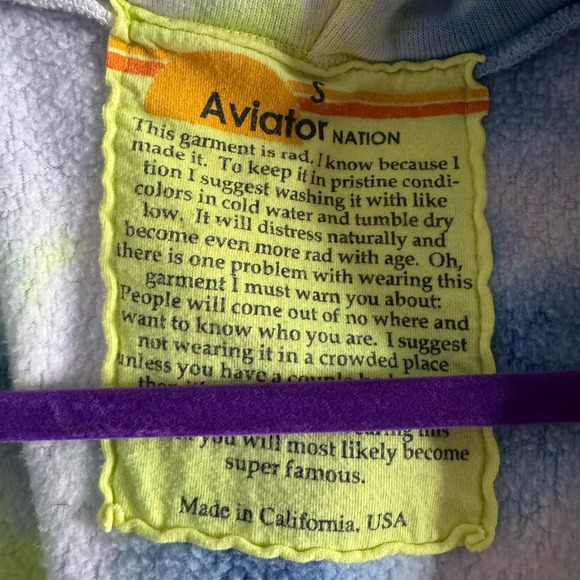 S
Aviator NATION
This garment is rad, I know because I
made it. To keep it in pristine condi-
tion I suggest washing it with like
colors in cold water and tumble dry
low. It will distress naturally and
become even more rad with age. Oh,
there is one problem with wearing this
garment I must warn you about:
People will come out of no where and
want to know who you are. I suggest
not wearing it in a crowded place
unless you have a couple
this
you will most likely become
super famous.
Made in California, USA